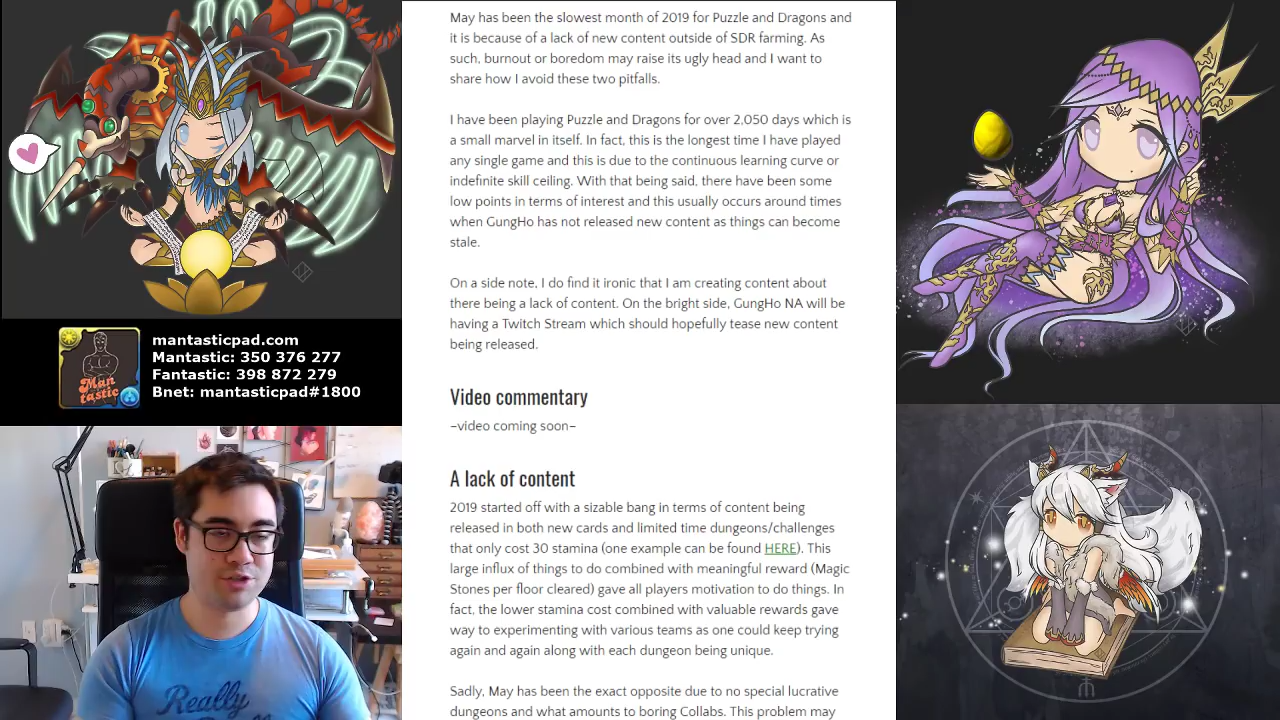 May has been the slowest month of 2019 for Puzzle and Dragons and
it is because of a lack of new content outside of SDR farming. As
such, burnout or boredom may raise its ugly head and I want to
share how I avoid these two pitfalls.
I have been playing Puzzle and Dragons for over 2,050 days which is
a small marvel in itself. In fact, this is the longest time I have played
any single game and this is due to the continuous learning curve or
indefinite skill ceiling. With that being said, there have been some
low points in terms of interest and this usually occurs around times
when GungHo has not released new content as things can become
stale.
On a side note, I do find it ironic that I am creating content about
there being a lack of content. On the bright side, GungHo NA will be
having a Twitch Stream which should hopefully tease new content
being released.
Video commentary
–video coming soon–
A lack of content
2019 started off with a sizable bang in terms of content being
released in both new cards and limited time dungeons/challenges
that only cost 30 stamina (one example can be found HERE). This
large influx of things to do combined with meaningful reward (Magic
Stones per floor cleared) gave all players motivation to do things. In
fact, the lower stamina cost combined with valuable rewards gave
way to experimenting with various teams as one could keep trying
again and again along with each dungeon being unique.
Sadly, May has been the exact opposite due to no special lucrative
dungeons and what amounts to boring Collabs. This problem may
Man
tastic
mantasticpad.com
Mantastic: 350 376 277
Fantastic: 398 872 279
Bnet: mantasticpad#1800
Really